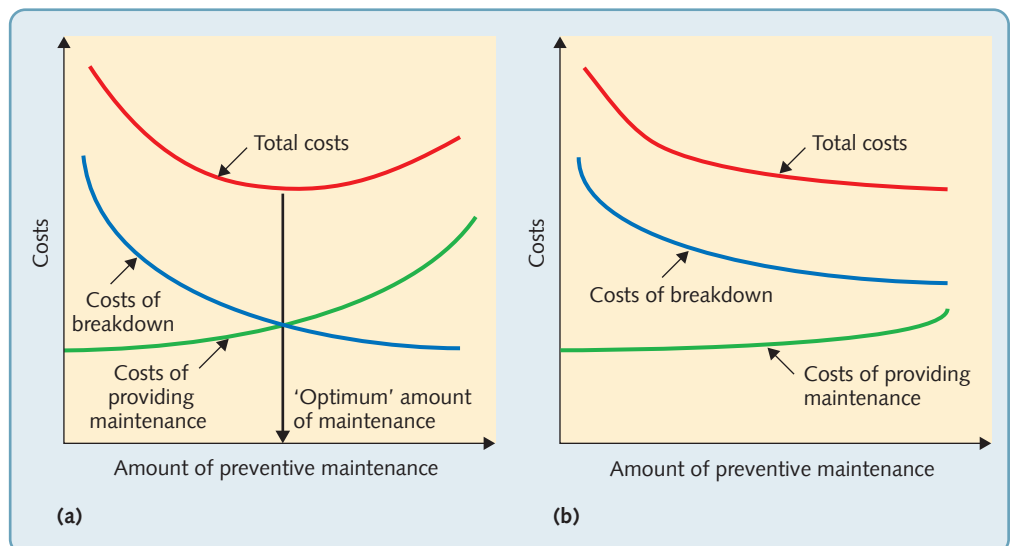 Costs
Total costs
Costs of
breakdown
Costs of
providing
maintenance
‘Optimum’ amount
of maintenance
Amount of preventive maintenance
(a)
Costs
Total costs
Costs of breakdown
Costs of providing
maintenance
Amount of preventive maintenance
(b)